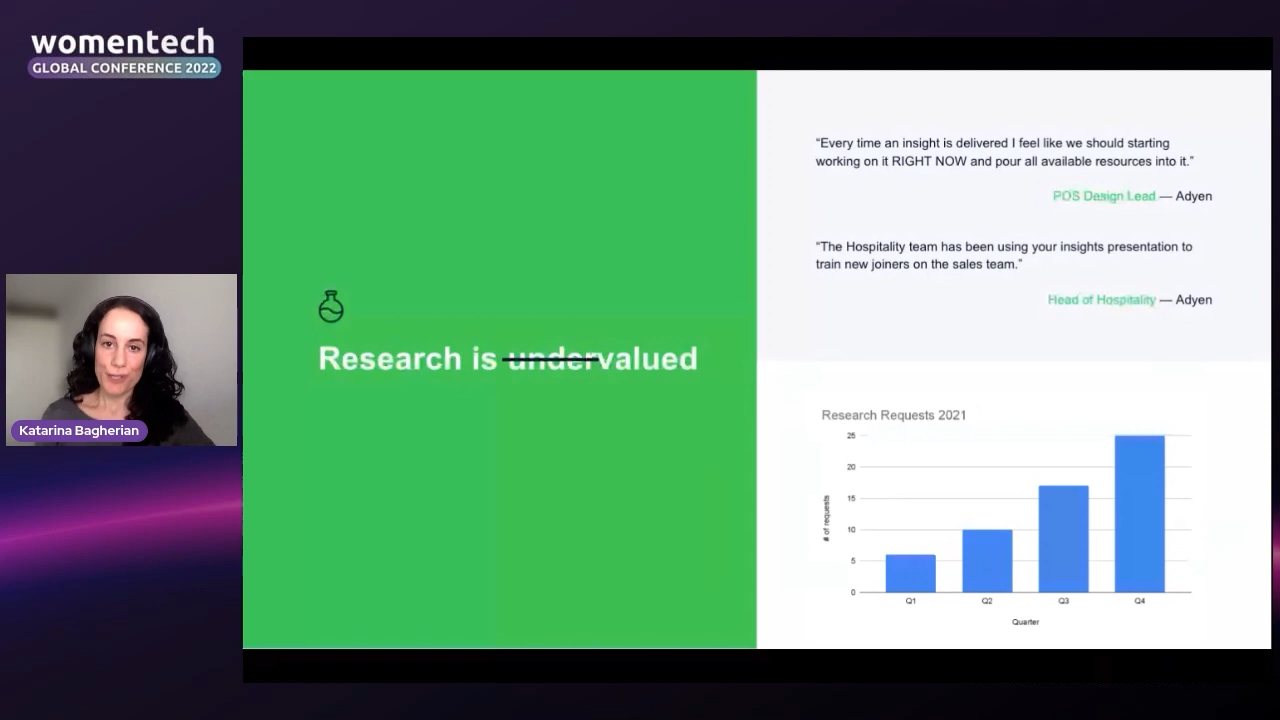 womentech
GLOBAL CONFERENCE 2022
Katarina Bagherian
Research is undervalued
“Every time an insight is delivered I feel like we should starting
working on it RIGHT NOW and pour all available resources into it.”
POS Design Lead — Adyen
“The Hospitality team has been using your insights presentation to
train new joiners on the sales team.”
Head of Hospitality — Adyen
Research Requests 2021
# of requests
25
20
15
10
5
0
Q1 Q2 Q3 Q4
Quarter